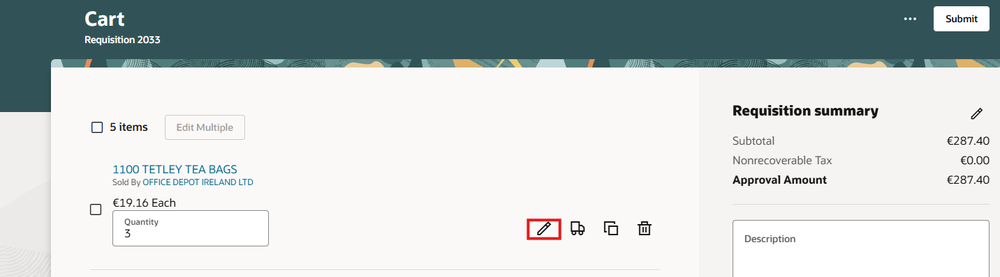 Cart
Requisition 2033
Submit
5 items
Edit Multiple
1100 TETLEY TEA BAGS
Sold By OFFICE DEPOT IRELAND LTD
€19.16 Each
Quantity
3
Requisition summary
Subtotal €287.40
Nonrecoverable Tax €0.00
Approval Amount €287.40
Description